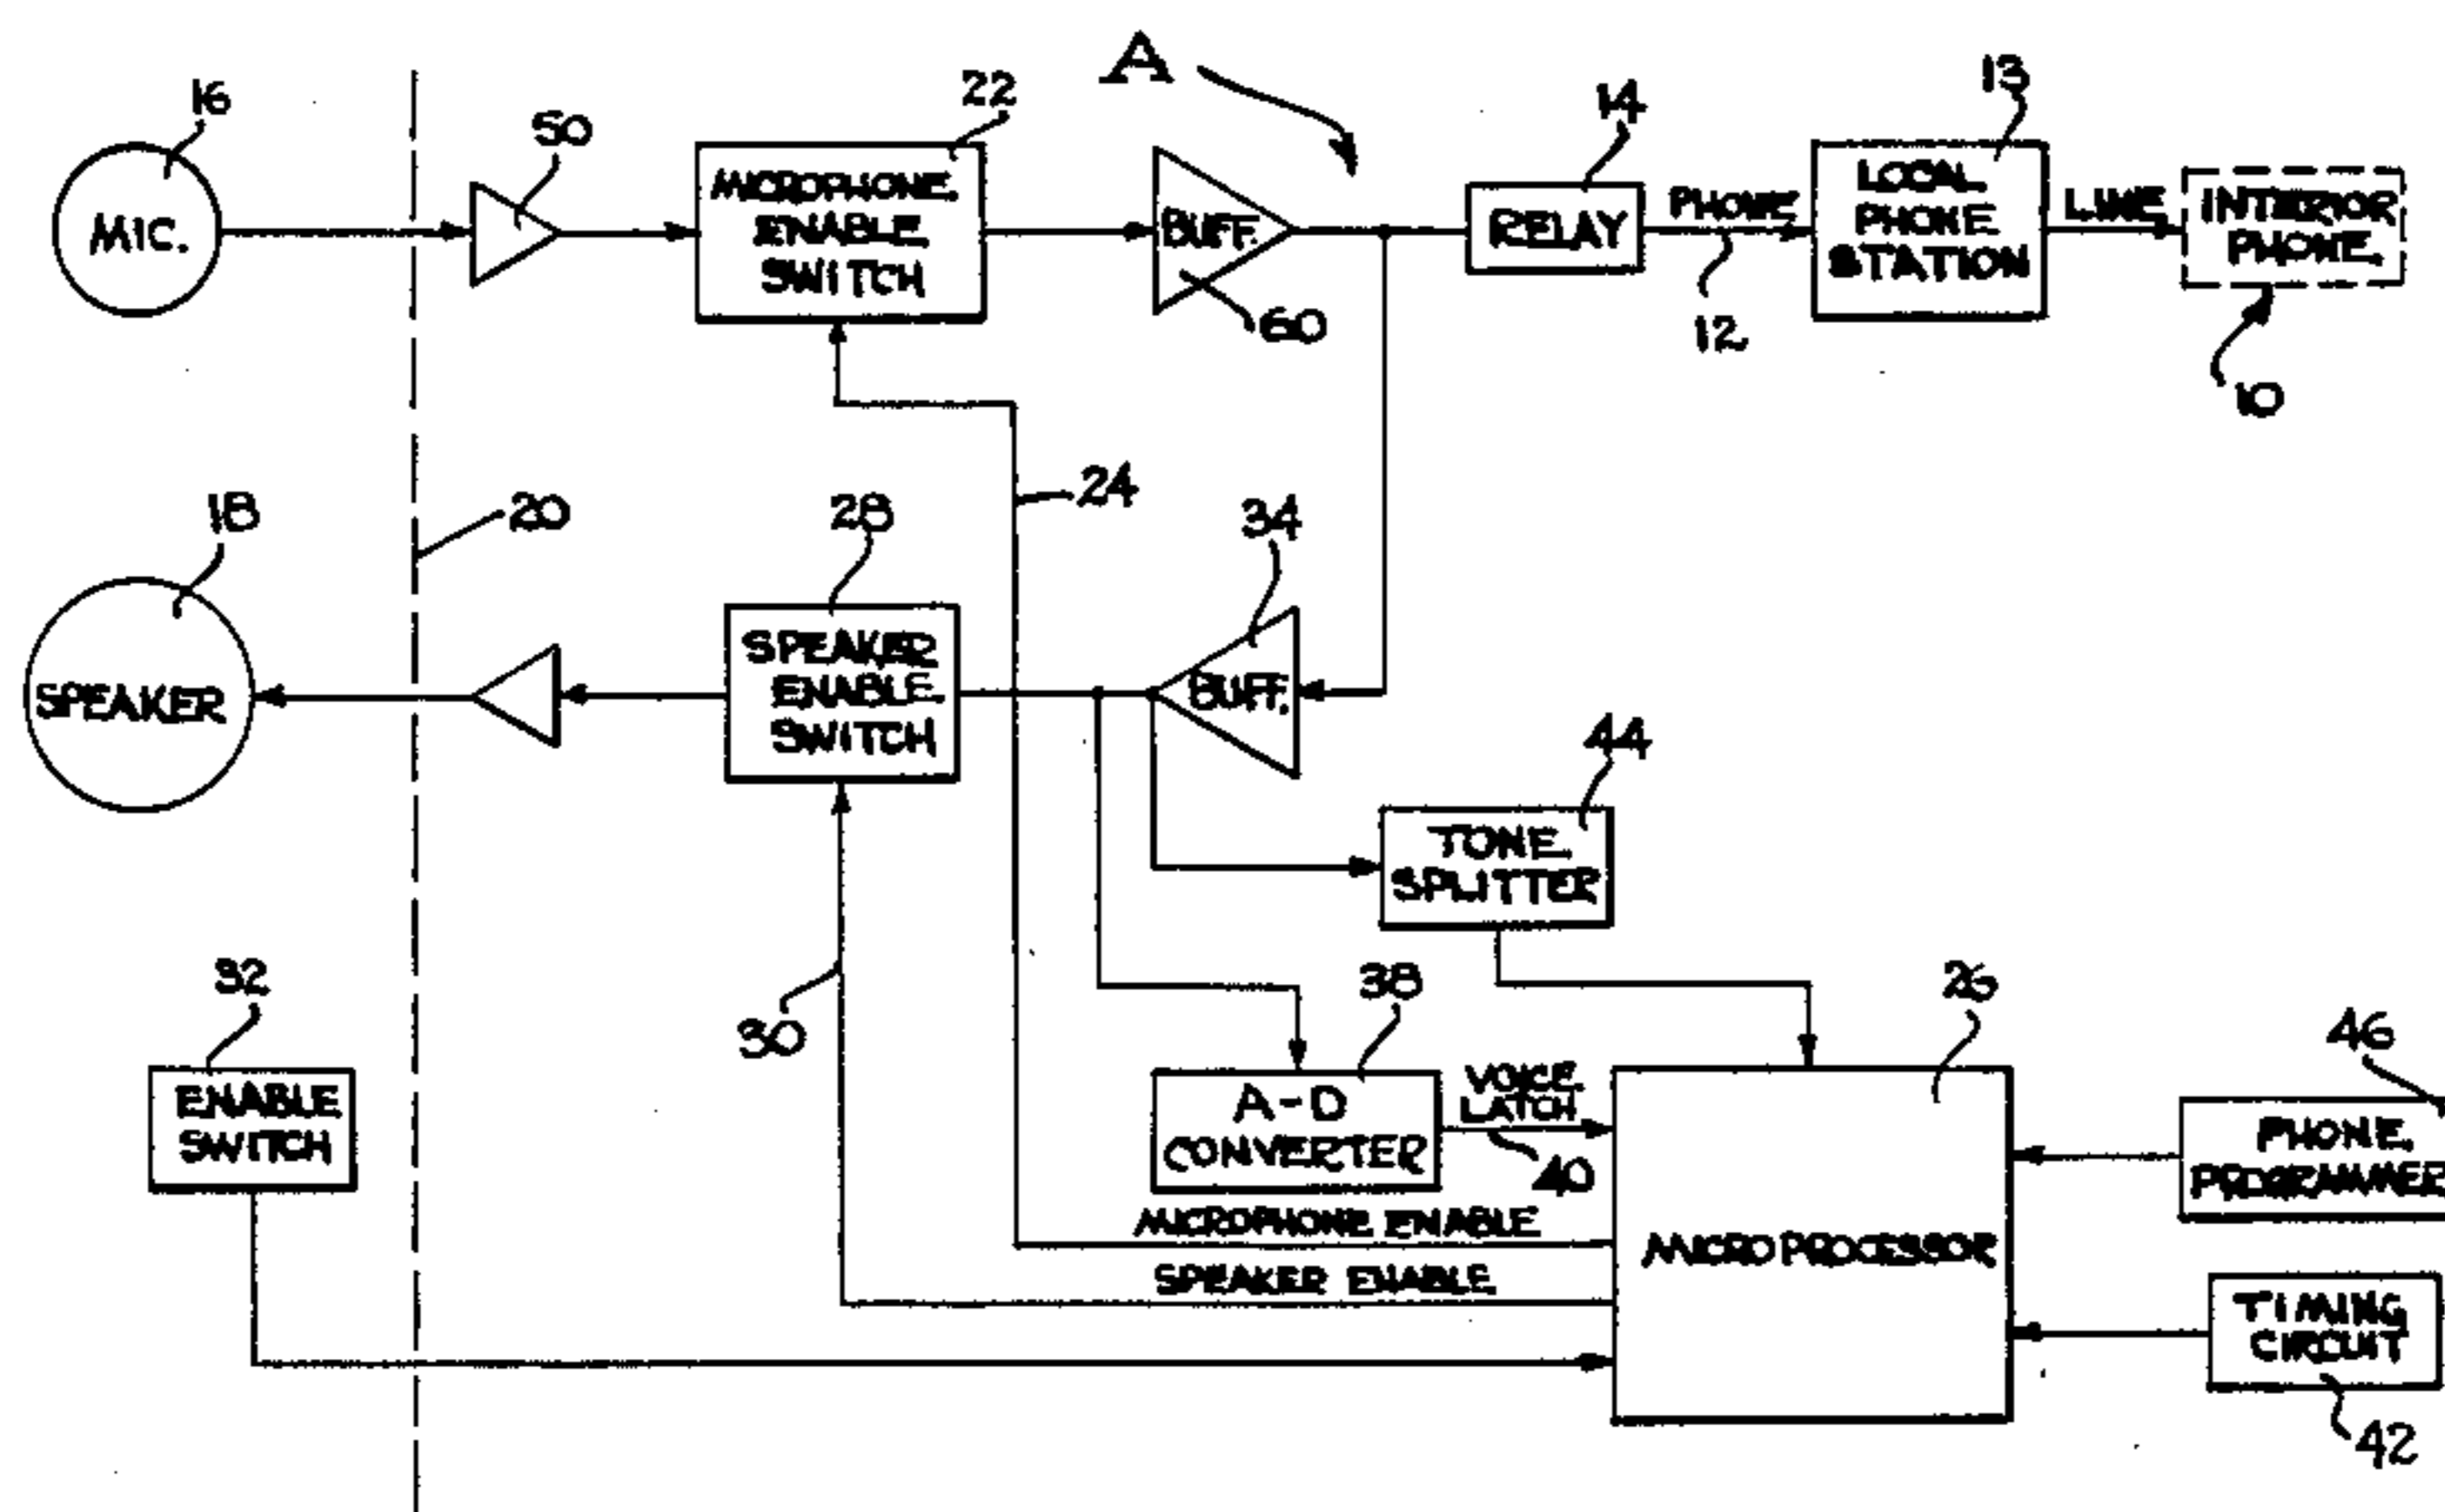 A
16
50
22
14
13
MIC.
MICROPHONE
ENABLE
SWITCH
BUFF.
60
RELAY
PHONE
12
LOCAL
PHONE
STATION
LINE
INTERIOR
PHONE
10
18
20
28
24
34
SPEAKER
SPEAKER
ENABLE
SWITCH
BUFF.
44
TONE
SPLITTER
32
30
38
26
46
ENABLE
SWITCH
A-D
CONVERTER
VOICE
LATCH
40
MICROPHONE ENABLE
SPEAKER ENABLE
MICROPROCESSOR
PHONE
PROGRAMMER
TIMING
CIRCUIT
42